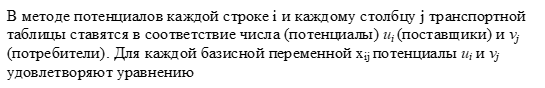 В методе потенциалов каждой строке i и каждому столбцу j транспортной
таблицы ставятся в соответствие числа (потенциалы) uᵢ (поставщики) и vⱼ
(потребители). Для каждой базисной переменной xᵢⱼ потенциалы uᵢ и vⱼ
удовлетворяют уравнению